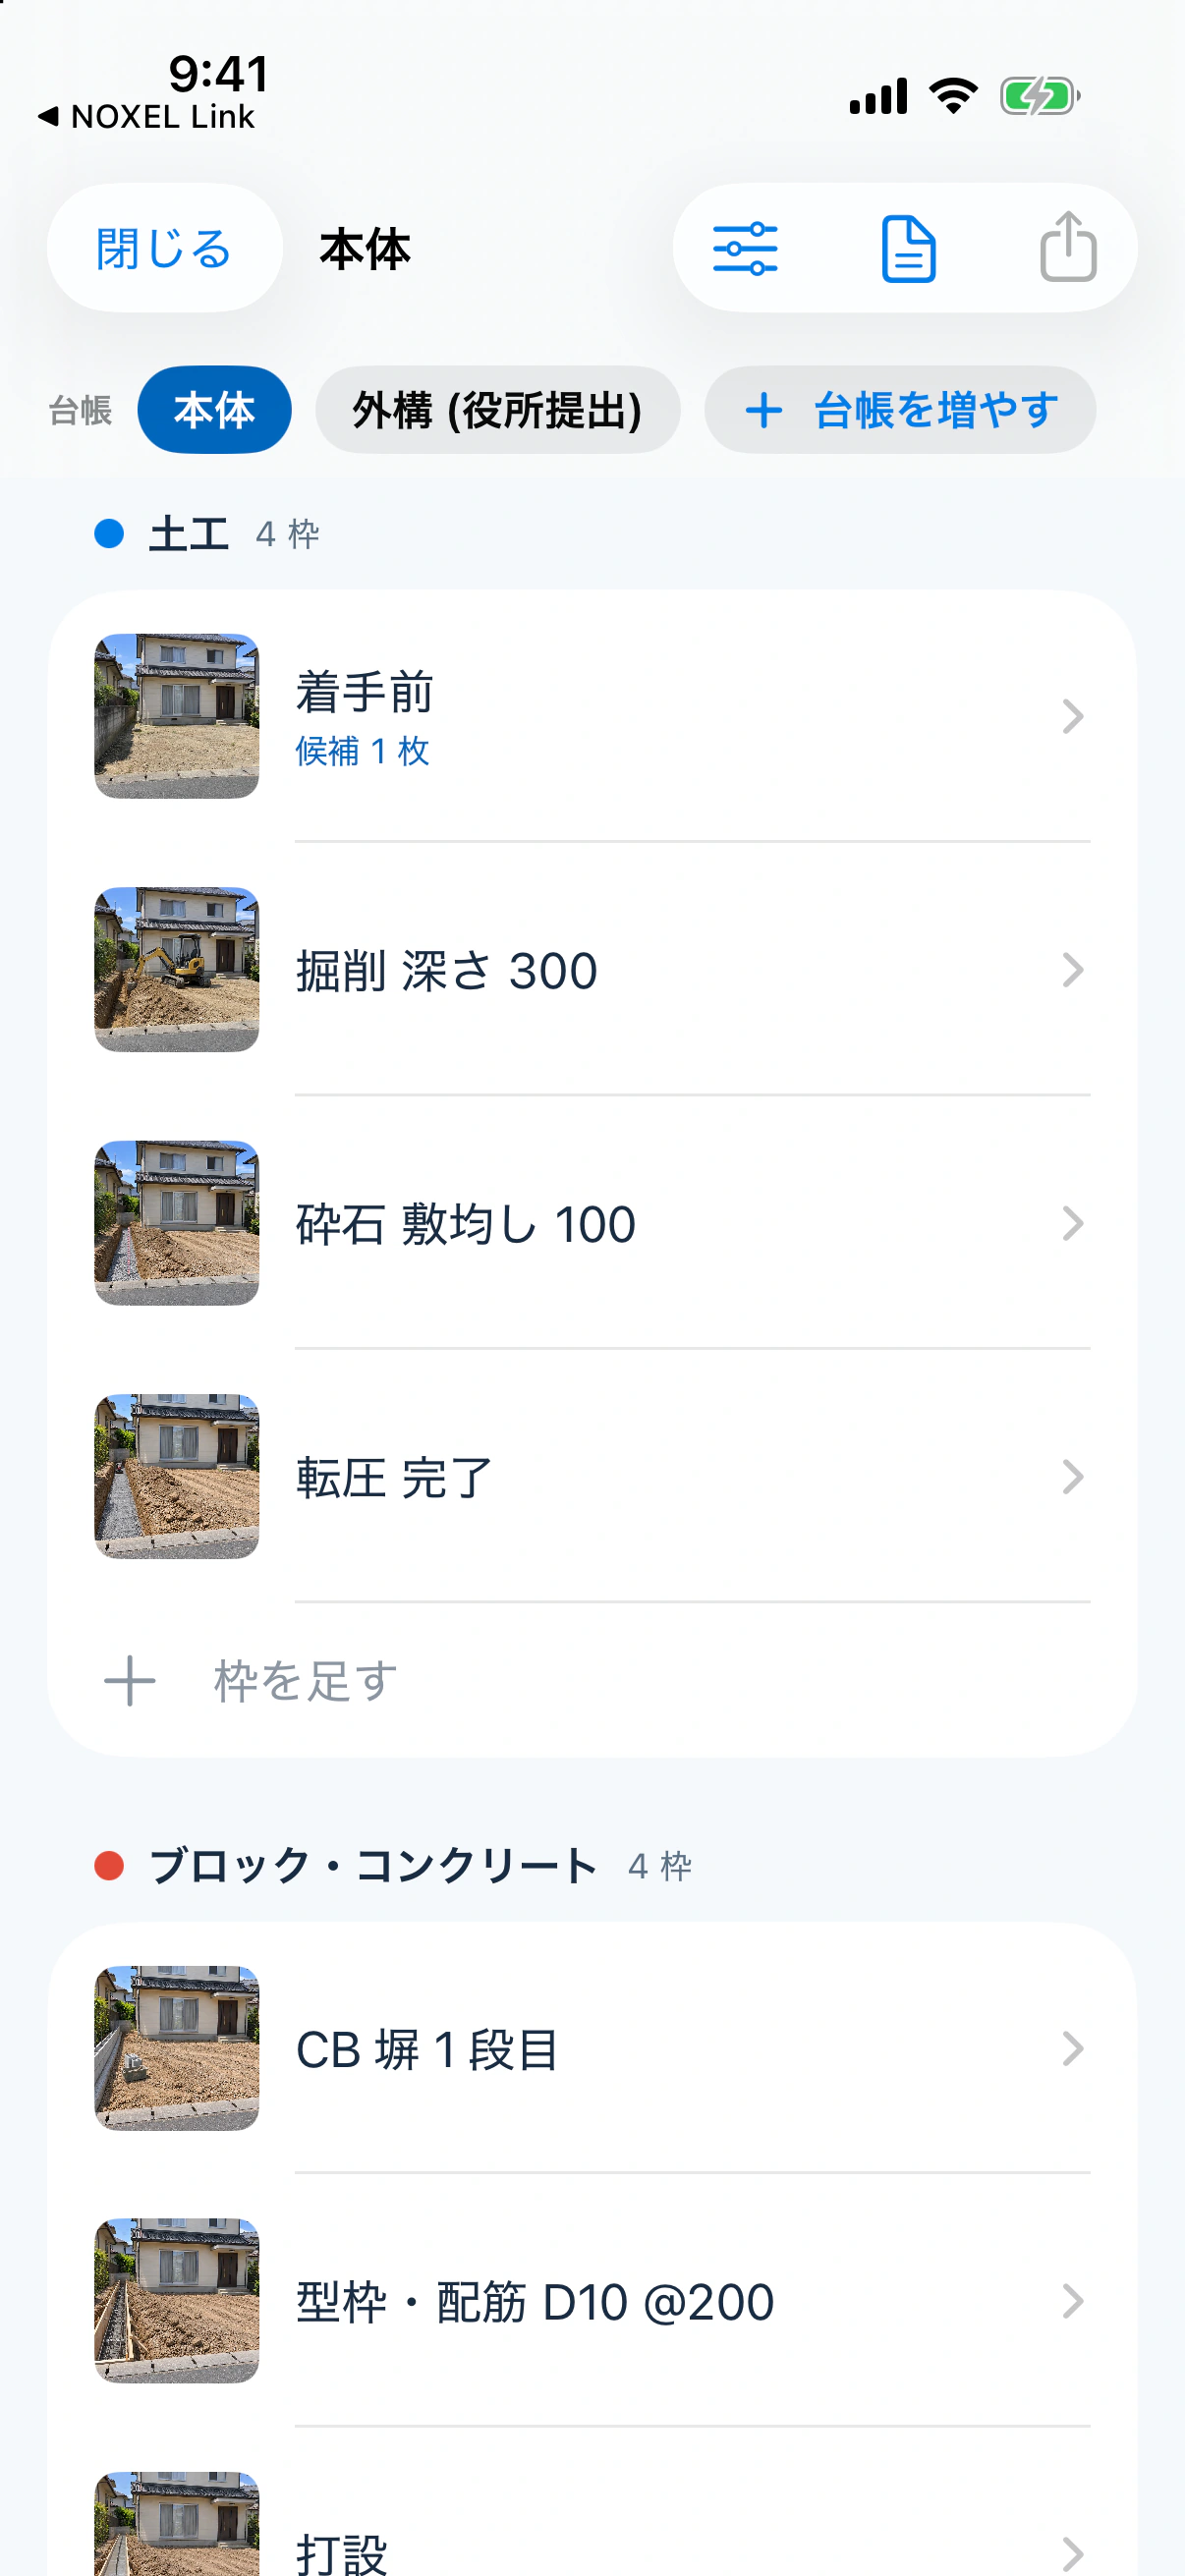 9:41
◀ NOXEL Link
閉じる
本体
台帳
本体
外構 (役所提出)
+ 台帳を増やす
土工 4 枠
着手前
候補 1 枚
掘削 深さ 300
砕石 敷均し 100
転圧 完了
+ 枠を足す
ブロック・コンクリート 4 枠
CB 塀 1 段目
型枠・配筋 D10 @200
打設